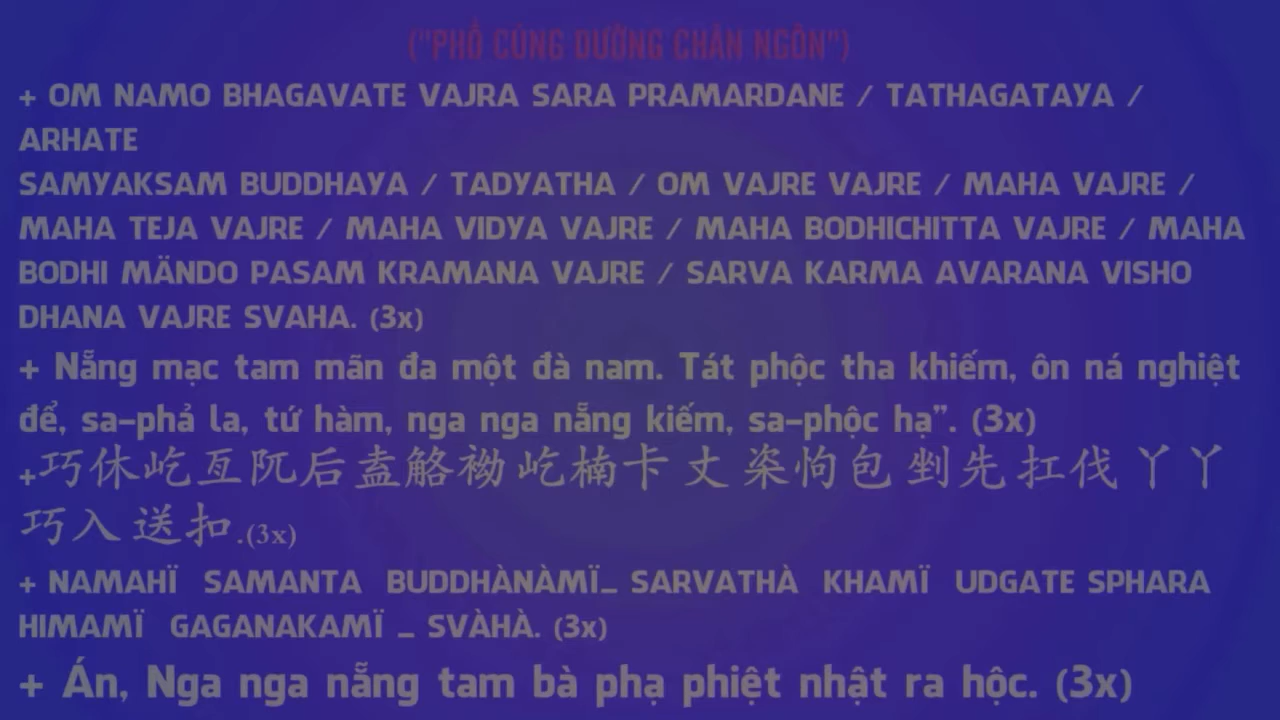 ("PHỔ CÚNG DƯỜNG CHÂN NGÔN")
+ OM NAMO BHAGAVATE VAJRA SARA PRAMARDANE / TATHAGATAYA /
ARHATE
SAMYAKSAM BUDDHAYA / TADYATHA / OM VAJRE VAJRE / MAHA VAJRE /
MAHA TEJA VAJRE / MAHA VIDYA VAJRE / MAHA BODHICHITTA VAJRE / MAHA
BODHI MÄNDO PASAM KRAMANA VAJRE / SARVA KARMA AVARANA VISHO
DHANA VAJRE SVAHA. (3x)
+ Nẵng mạc tam mãn đa một đà nam. Tát phộc tha khiếm, ôn ná nghiệt
để, sa-phả la, tứ hàm, nga nga nẵng kiếm, sa-phộc hạ”. (3x)
+巧休屹亙阢后盍觡袎屹楠卡丈栥怐包剉先扛伐丫丫
巧入送扣.(3x)
+ NAMAHÏ SAMANTA BUDDHÀNÀMÏ_ SARVATHÀ KHAMÏ UDGATE SPHARA
HIMAMÏ GAGANAKAMÏ _ SVÀHÀ. (3x)
+ Án, Nga nga nẵng tam bà phạ phiệt nhật ra hộc. (3x)